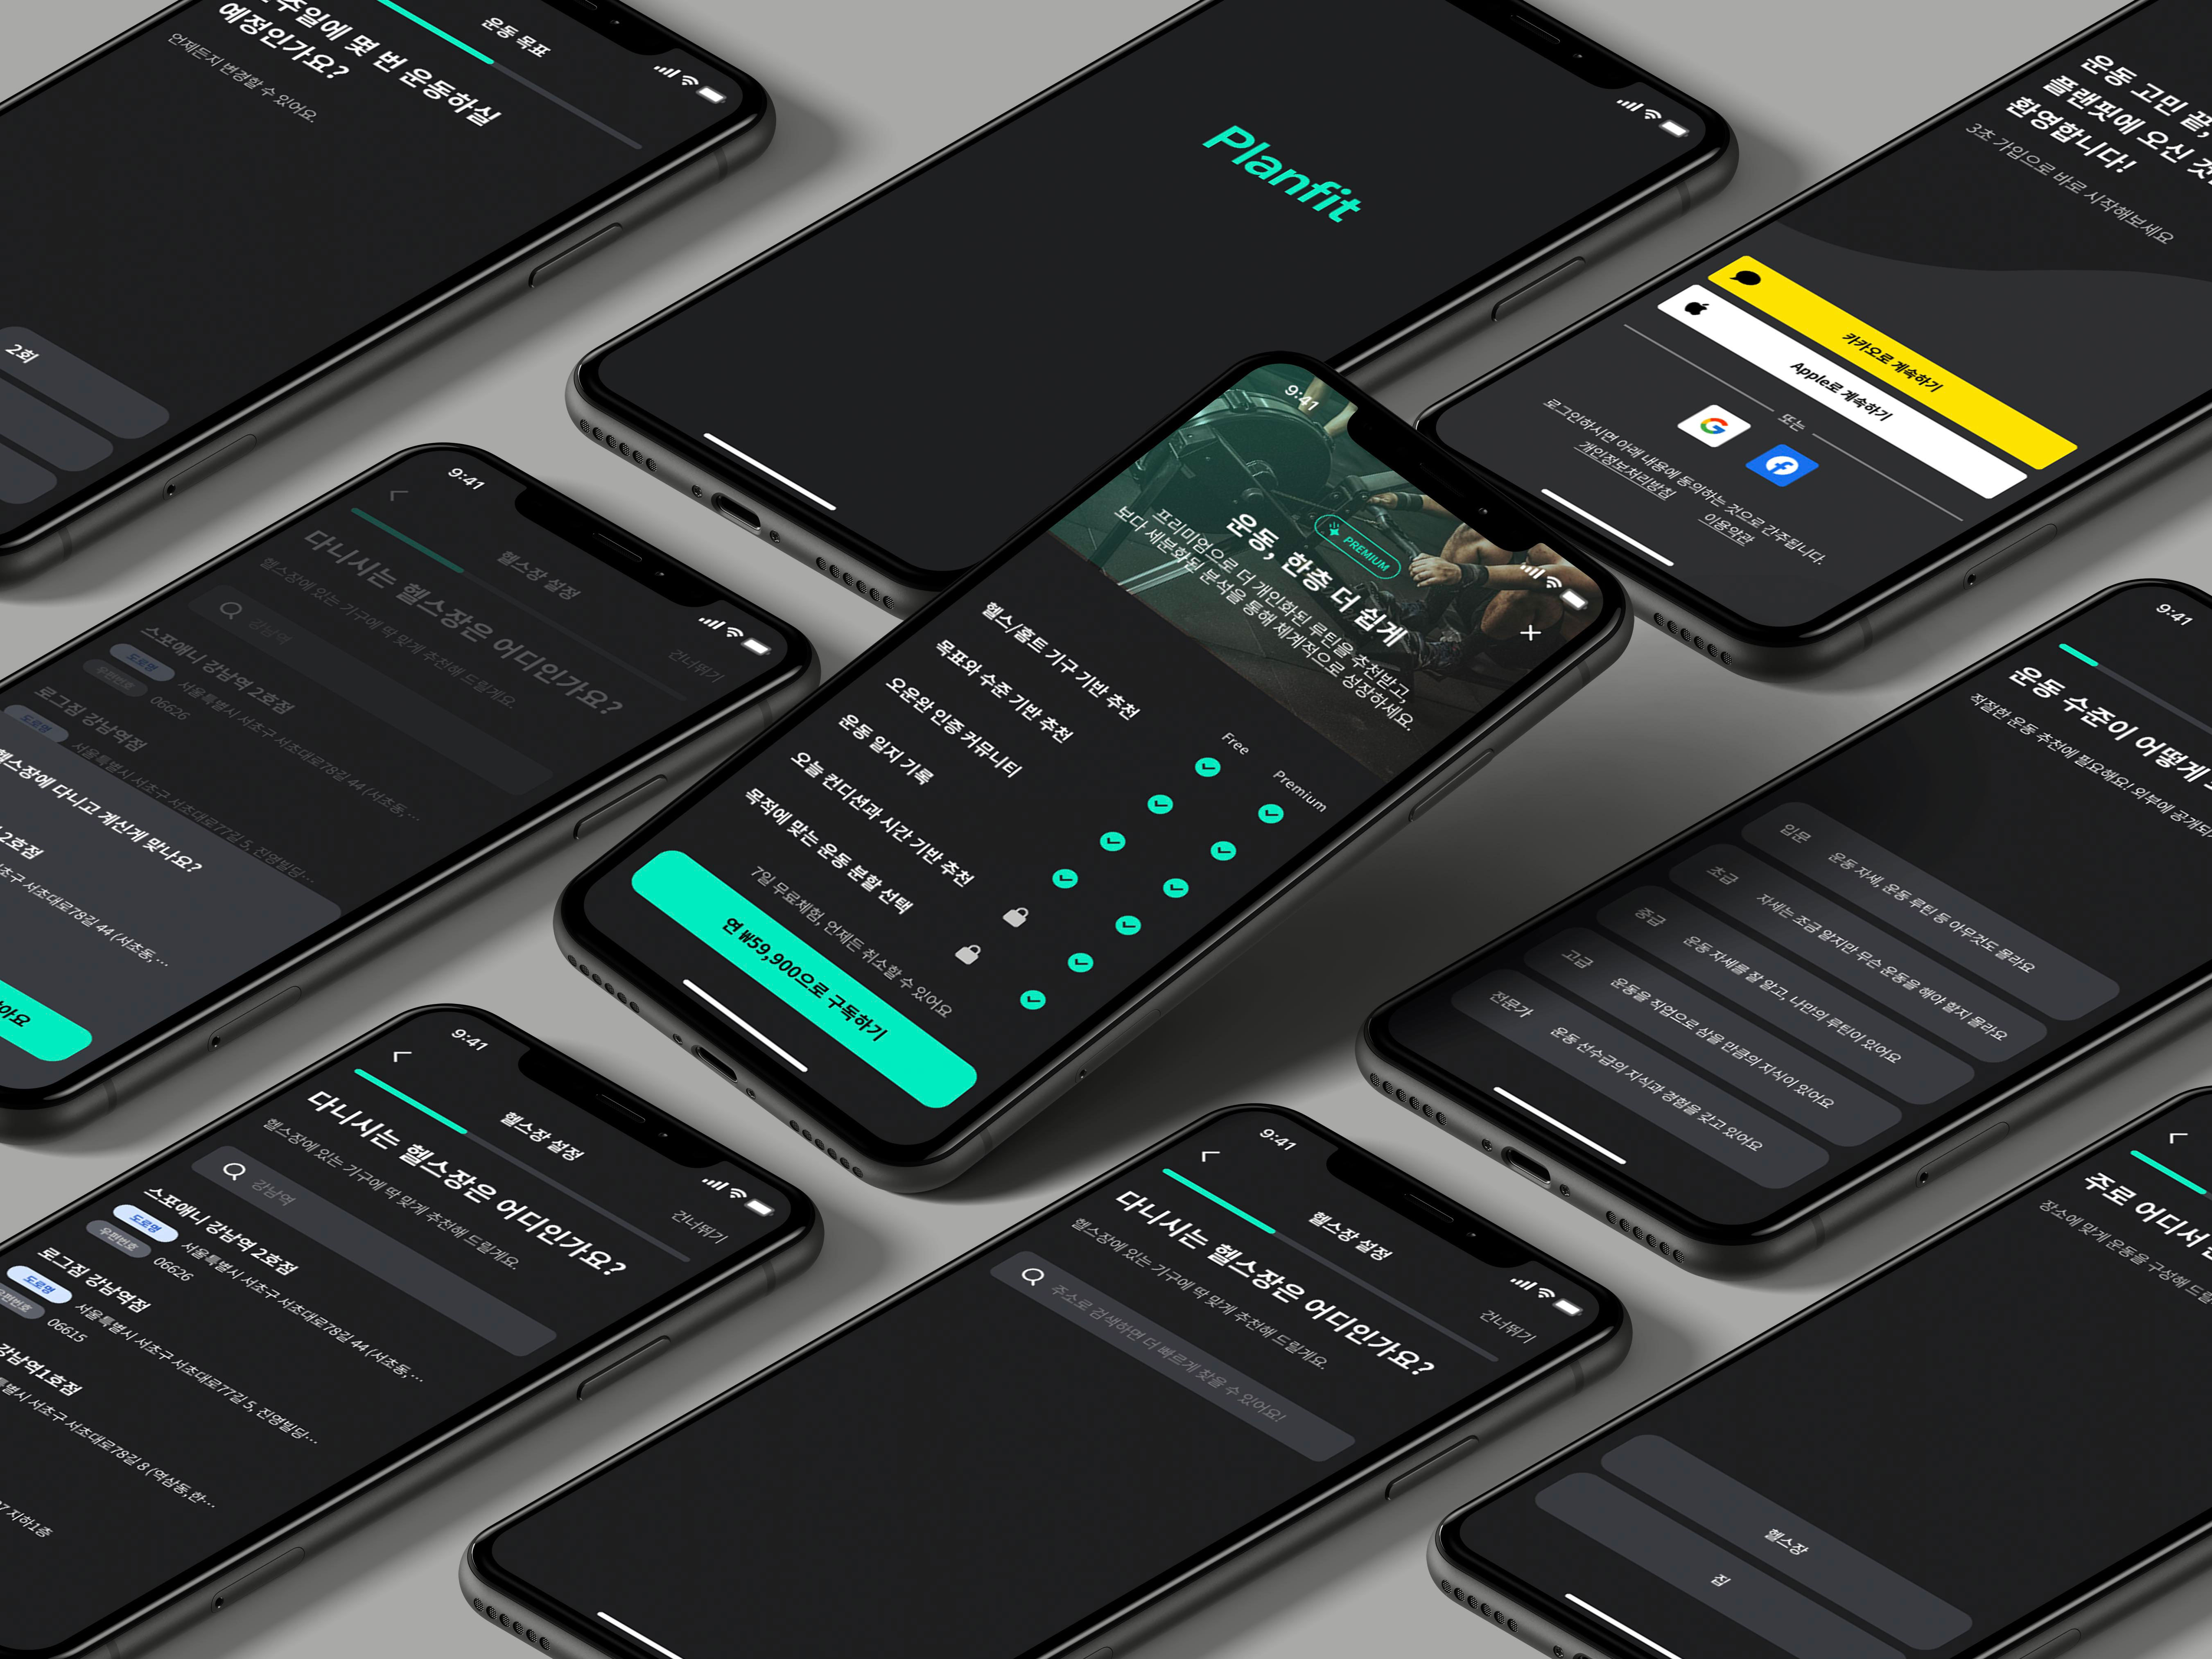 운동 목표
주일에 몇 번 운동하실
예정인가요?
언제든지 변경할 수 있어요.
2회
Planfit
운동 고민 끝,
플랜핏에 오신 것
환영합니다!
3초 가입으로 바로 시작해보세요
카카오로 계속하기
Apple로 계속하기
또는
로그인하시면 아래 내용에 동의하는 것으로 간주됩니다.
개인정보처리방침
이용약관
9:41
헬스장 설정
건너뛰기
다니시는 헬스장은 어디인가요?
헬스장에 있는 기구에 딱 맞게 추천해 드릴게요.
강남역
스포애니 강남역 2호점
도로명 서울특별시 서초구 서초대로78길 44 (서초동,...
우편번호 06626
로그짐 강남역점
도로명 서울특별시 서초구 서초대로77길 5, 진영빌딩...
헬스장에 다니고 계신게 맞나요?
2호점
초구 서초대로78길 44 (서초동,...
9:41
PREMIUM
운동, 한층 더 쉽게
프리미엄으로 더 개인화된 루틴을 추천받고,
보다 세분화된 분석을 통해 체계적으로 성장하세요.
Free
Premium
헬스/홈트 기구 기반 추천
목표와 수준 기반 추천
오운완 인증 커뮤니티
운동 일지 기록
오늘 컨디션과 시간 기반 추천
목적에 맞는 운동 분할 선택
7일 무료체험, 언제든 취소할 수 있어요
연 ₩59,900으로 구독하기
9:41
운동 수준이 어떻게
적절한 운동 추천에 필요해요! 외부에 공개되
입문 운동 자세, 운동 루틴 등 아무것도 몰라요
초급 자세는 조금 알지만 무슨 운동을 해야 할지 몰라요
중급 운동 자세를 잘 알고, 나만의 루틴이 있어요
고급 운동을 직업으로 삼을 만큼의 지식이 있어요
전문가 운동 선수급의 지식과 경험을 갖고 있어요
9:41
헬스장 설정
건너뛰기
다니시는 헬스장은 어디인가요?
헬스장에 있는 기구에 딱 맞게 추천해 드릴게요.
강남역
스포애니 강남역 2호점
도로명 서울특별시 서초구 서초대로78길 44 (서초동,...
우편번호 06626
로그짐 강남역점
도로명 서울특별시 서초구 서초대로77길 5, 진영빌딩...
우편번호 06615
강남역1호점
특별시 서초구 서초대로78길 8 (역삼동,한...
지하1층
9:41
헬스장 설정
건너뛰기
다니시는 헬스장은 어디인가요?
헬스장에 있는 기구에 딱 맞게 추천해 드릴게요.
주소로 검색하면 더 빠르게 찾을 수 있어요!
주로 어디서
장소에 맞게 운동을 구성해 드릴
헬스장
집